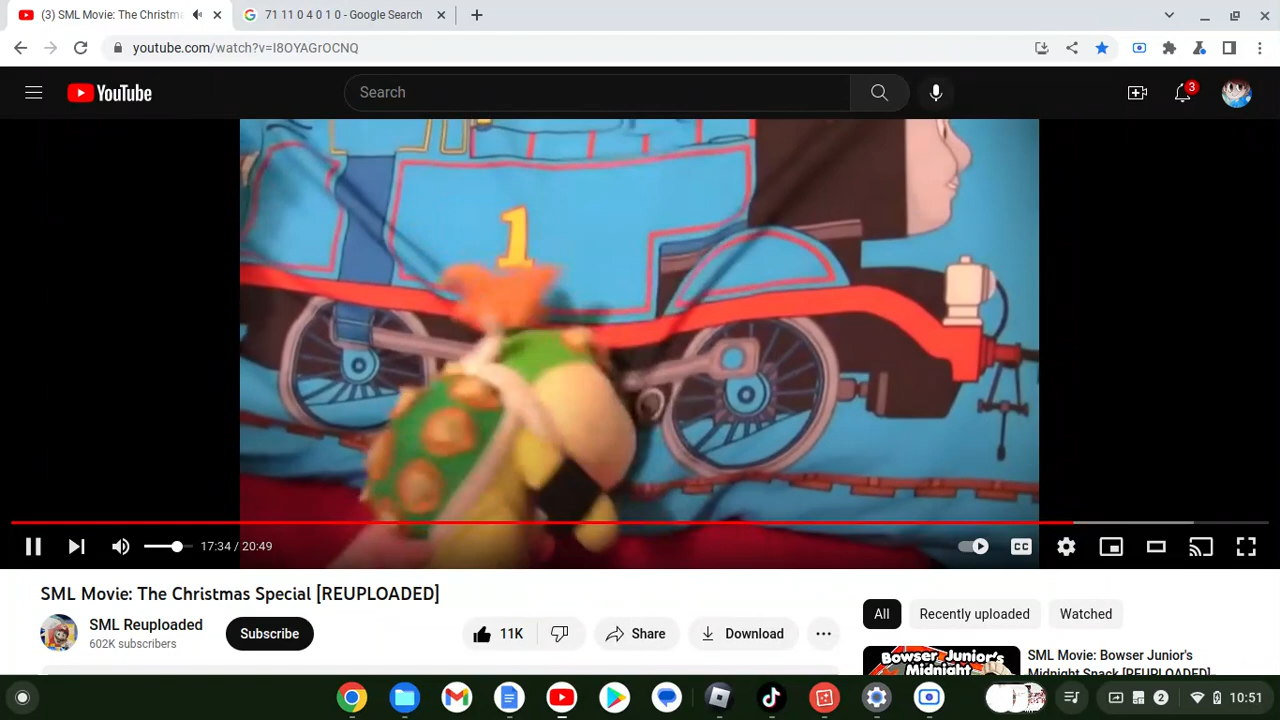 (3) SML Movie: The Christma
71 11 0 4 0 1 0 - Google Search
youtube.com/watch?v=I8OYAGrOCNQ
YouTube
Search
3
1
17:34 / 20:49
CC
SML Movie: The Christmas Special [REUPLOADED]
SML Reuploaded
602K subscribers
Subscribe
11K
Share
Download
All
Recently uploaded
Watched
Bowser Junior's
Midnight
SML Movie: Bowser Junior's
Midnight Snack [REUPLOADED]
2
10:51